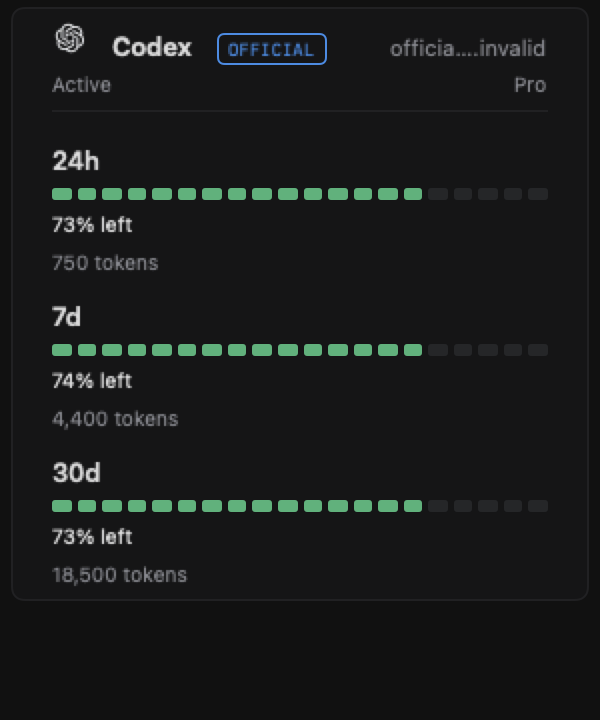 Codex OFFICIAL officia....invalid
Active Pro
24h
73% left
750 tokens
7d
74% left
4,400 tokens
30d
73% left
18,500 tokens